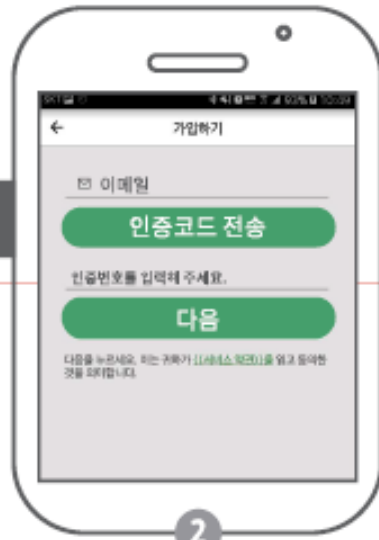 93% 10:09
가입하기
이메일
인증코드 전송
인증번호를 입력해 주세요.
다음
다음을 누르세요. 이는 귀하가 [[서비스 약관]]을 읽고 동의한
것을 의미합니다.
2